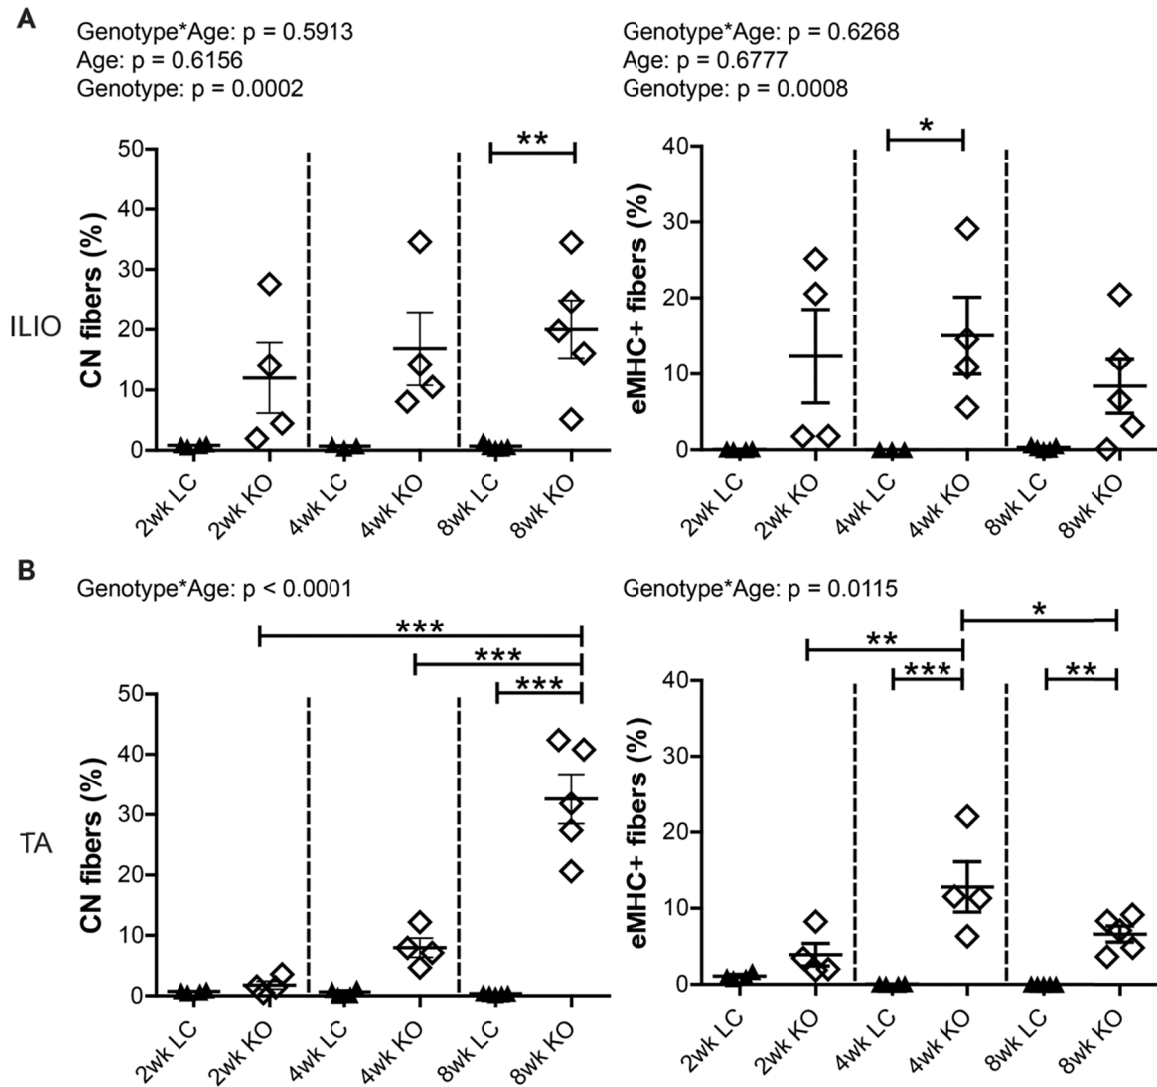 A
Genotype*Age: p = 0.5913
Age: p = 0.6156
Genotype: p = 0.0002
Genotype*Age: p = 0.6268
Age: p = 0.6777
Genotype: p = 0.0008
ILIO
CN fibers (%)
50
40
30
20
10
0
**
2wk LC
2wk KO
4wk LC
4wk KO
8wk LC
8wk KO
eMHC+ fibers (%)
40
30
20
10
0
*
2wk LC
2wk KO
4wk LC
4wk KO
8wk LC
8wk KO
B
Genotype*Age: p < 0.0001
Genotype*Age: p = 0.0115
TA
CN fibers (%)
50
40
30
20
10
0
***
***
***
2wk LC
2wk KO
4wk LC
4wk KO
8wk LC
8wk KO
eMHC+ fibers (%)
40
30
20
10
0
*
**
***
**
2wk LC
2wk KO
4wk LC
4wk KO
8wk LC
8wk KO